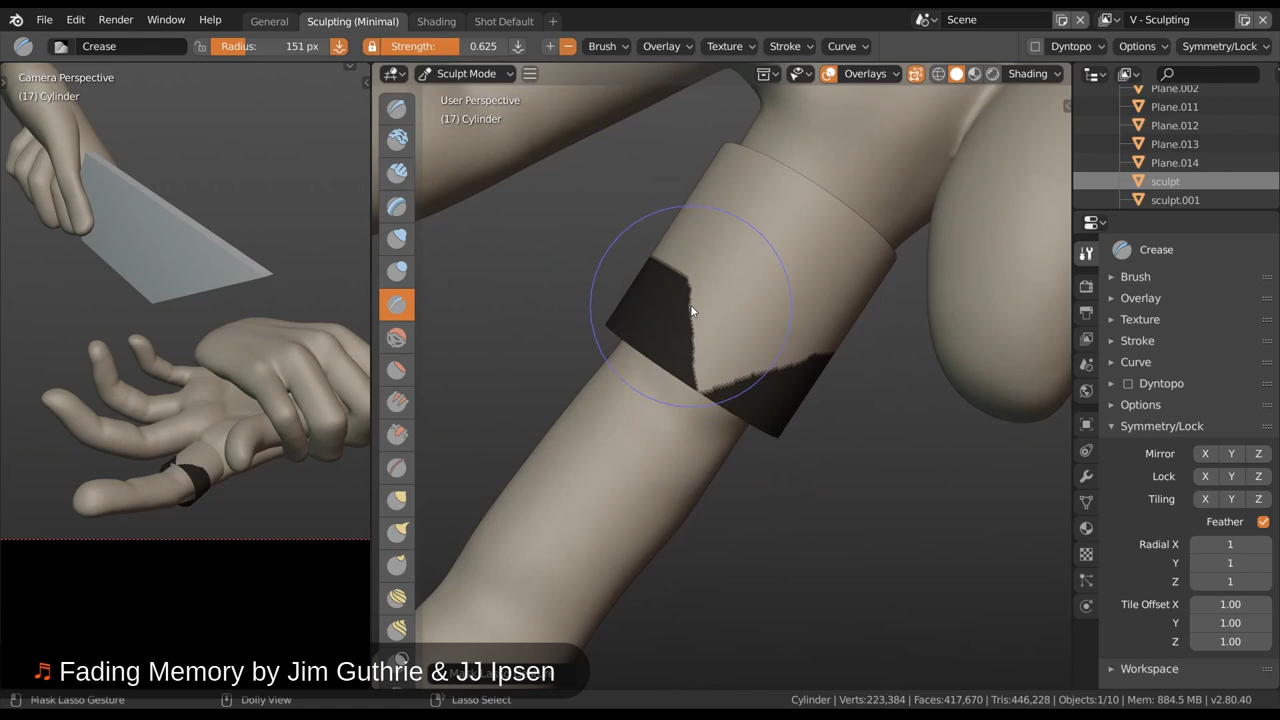 File Edit Render Window Help General Sculpting (Minimal) Shading Shot Default + Scene V - Sculpting
Crease Radius: 151 px Strength: 0.625 Brush Overlay Texture Stroke Curve Dyntopo Options Symmetry/Lock
Camera Perspective
(17) Cylinder
Sculpt Mode Overlays Shading
User Perspective
(17) Cylinder
Plane.002
Plane.011
Plane.012
Plane.013
Plane.014
sculpt
sculpt.001
Crease
Brush
Overlay
Texture
Stroke
Curve
Dyntopo
Options
Symmetry/Lock
Mirror X Y Z
Lock X Y Z
Tiling X Y Z
Feather
Radial X 1
Y 1
Z 1
Tile Offset X 1.00
Y 1.00
Z 1.00
Workspace
♫ Fading Memory by Jim Guthrie & JJ Ipsen
Mask Lasso Gesture Dolly View Lasso Select Cylinder | Verts:223,384 | Faces:417,670 | Tris:446,228 | Objects:1/10 | Mem: 884.5 MB | v2.80.40